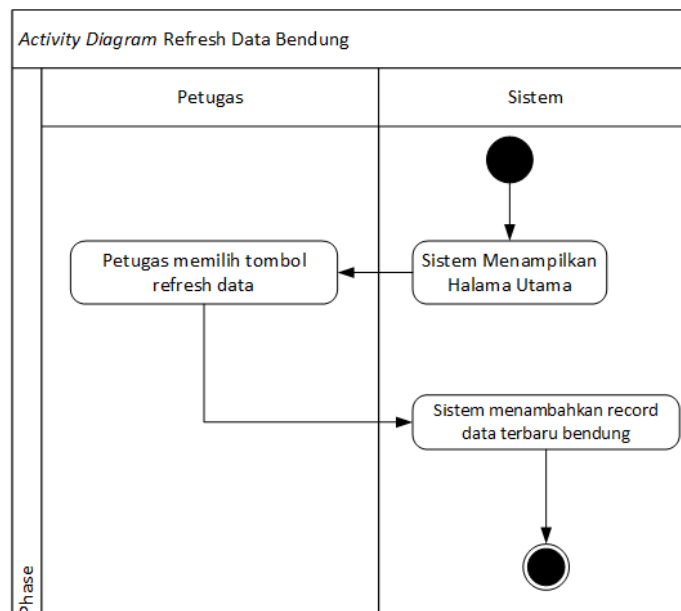 Activity Diagram Refresh Data Bendung
Petugas
Sistem
Sistem Menampilkan
Halama Utama
Petugas memilih tombol
refresh data
Sistem menambahkan record
data terbaru bendung
Phase